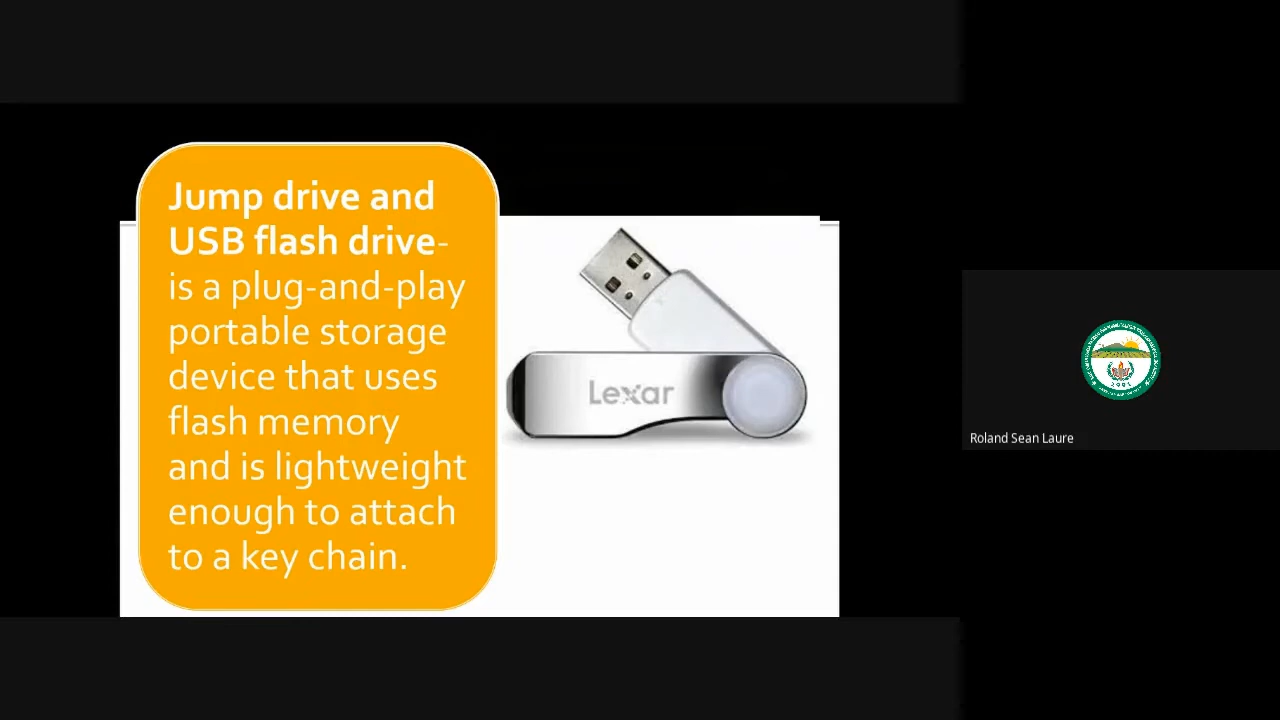 Jump drive and
USB flash drive-
is a plug-and-play
portable storage
device that uses
flash memory
and is lightweight
enough to attach
to a key chain.
Lexar
Roland Sean Laure